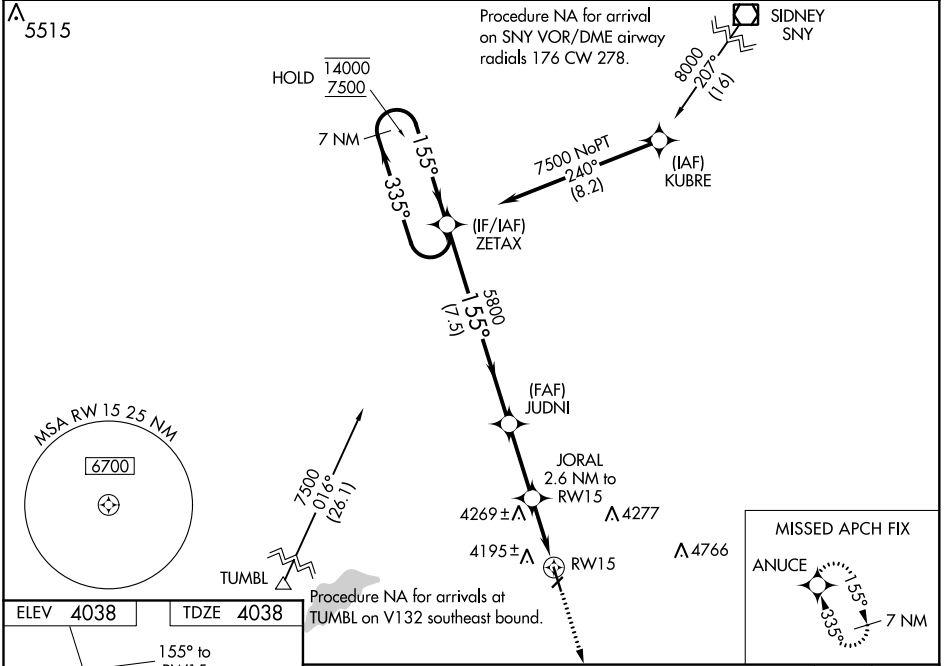 5515
Procedure NA for arrival
on SNY VOR/DME airway
radials 176 CW 278.
SIDNEY
SNY
8000
207°
(16)
HOLD
14000
7500
7 NM
155°
335°
7500 NoPT
240°
(8.2)
(IAF)
KUBRE
(IF/IAF)
ZETAX
5800
155°
(7.5)
(FAF)
JUDNI
MSA RW 15 25 NM
6700
7500
016°
(26.1)
JORAL
2.6 NM to
RW15
4269±
4277
4195±
RW15
4766
TUMBL
Procedure NA for arrivals at
TUMBL on V132 southeast bound.
MISSED APCH FIX
ANUCE
155°
335°
7 NM
ELEV 4038
TDZE 4038
155° to